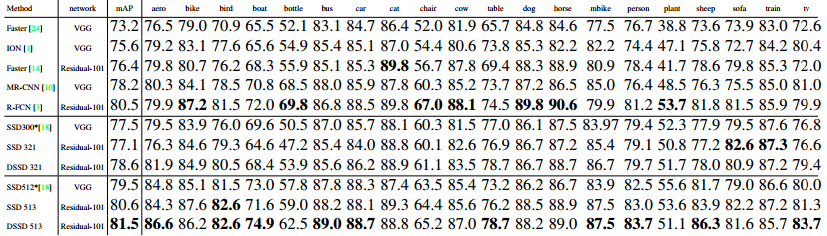 Method network mAP aero bike bird boat bottle bus car cat chair cow table dog horse mbike person plant sheep sofa train tv
Faster [24] VGG 73.2 76.5 79.0 70.9 65.5 52.1 83.1 84.7 86.4 52.0 81.9 65.7 84.8 84.6 77.5 76.7 38.8 73.6 73.9 83.0 72.6
ION [1] VGG 75.6 79.2 83.1 77.6 65.6 54.9 85.4 85.1 87.0 54.4 80.6 73.8 85.3 82.2 82.2 74.4 47.1 75.8 72.7 84.2 80.4
Faster [14] Residual-101 76.4 79.8 80.7 76.2 68.3 55.9 85.1 85.3 89.8 56.7 87.8 69.4 88.3 88.9 80.9 78.4 41.7 78.6 79.8 85.3 72.0
MR-CNN [10] VGG 78.2 80.3 84.1 78.5 70.8 68.5 88.0 85.9 87.8 60.3 85.2 73.7 87.2 86.5 85.0 76.4 48.5 76.3 75.5 85.0 81.0
R-FCN [3] Residual-101 80.5 79.9 87.2 81.5 72.0 69.8 86.8 88.5 89.8 67.0 88.1 74.5 89.8 90.6 79.9 81.2 53.7 81.8 81.5 85.9 79.9
SSD300*[18] VGG 77.5 79.5 83.9 76.0 69.6 50.5 87.0 85.7 88.1 60.3 81.5 77.0 86.1 87.5 83.97 79.4 52.3 77.9 79.5 87.6 76.8
SSD 321 Residual-101 77.1 76.3 84.6 79.3 64.6 47.2 85.4 84.0 88.8 60.1 82.6 76.9 86.7 87.2 85.4 79.1 50.8 77.2 82.6 87.3 76.6
DSSD 321 Residual-101 78.6 81.9 84.9 80.5 68.4 53.9 85.6 86.2 88.9 61.1 83.5 78.7 86.7 88.7 86.7 79.7 51.7 78.0 80.9 87.2 79.4
SSD512*[18] VGG 79.5 84.8 85.1 81.5 73.0 57.8 87.8 88.3 87.4 63.5 85.4 73.2 86.2 86.7 83.9 82.5 55.6 81.7 79.0 86.6 80.0
SSD 513 Residual-101 80.6 84.3 87.6 82.6 71.6 59.0 88.2 88.1 89.3 64.4 85.6 76.2 88.5 88.9 87.5 83.0 53.6 83.9 82.2 87.2 81.3
DSSD 513 Residual-101 81.5 86.6 86.2 82.6 74.9 62.5 89.0 88.7 88.8 65.2 87.0 78.7 88.2 89.0 87.5 83.7 51.1 86.3 81.6 85.7 83.7